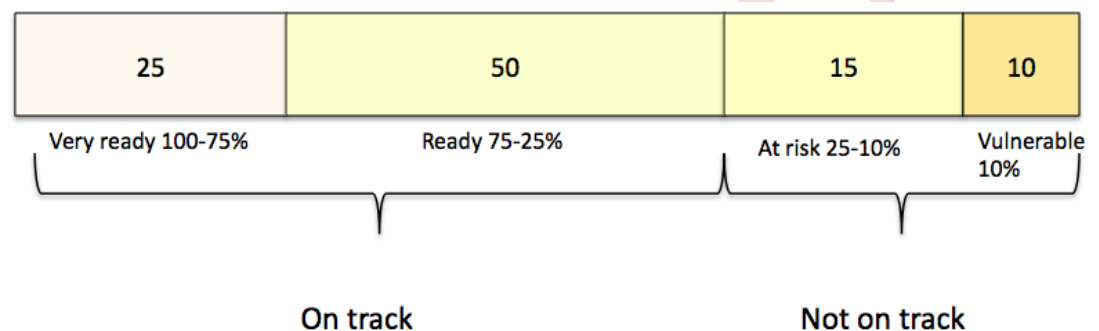 25 50 15 10
Very ready 100-75% Ready 75-25% At risk 25-10% Vulnerable
10%
On track Not on track